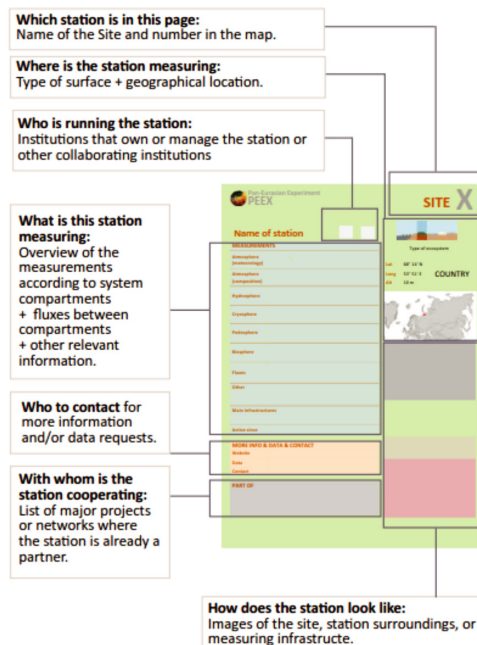 Which station is in this page:
Name of the Site and number in the map.
Where is the station measuring:
Type of surface + geographical location.
Who is running the station:
Institutions that own or manage the station or
other collaborating institutions
What is this station
measuring:
Overview of the
measurements
according to system
compartments
+ fluxes between
compartments
+ other relevant
information.
Who to contact for
more information
and/or data requests.
With whom is the
station cooperating:
List of major projects
or networks where
the station is already a
partner.
Pan-Eurasian Experiment
PEEX
SITE X
Name of station
MEASUREMENTS
Atmosphere
(meteorology)
Atmosphere
(composition)
Hydrosphere
Cryosphere
Pedosphere
Biosphere
Fluxes
Other
Main Infrastructures
Active since
MORE INFO & DATA & CONTACT
Website
Data
Contact
PART OF
Type of ecosystem
Lat
Long
Alt
COUNTRY
How does the station look like:
Images of the site, station surroundings, or
measuring infrastructe.